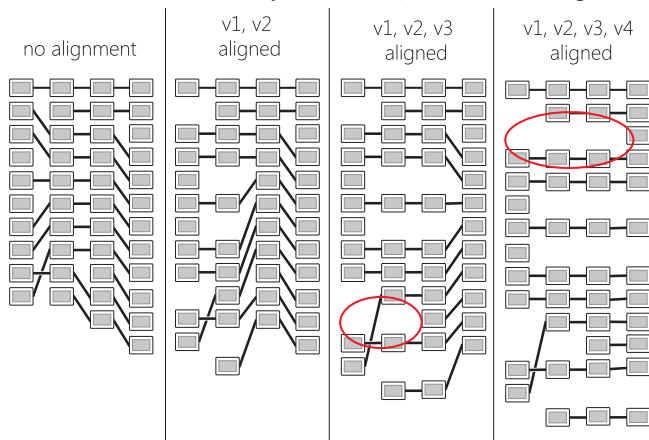 no alignment
v1, v2
aligned
v1, v2, v3
aligned
v1, v2, v3, v4
aligned